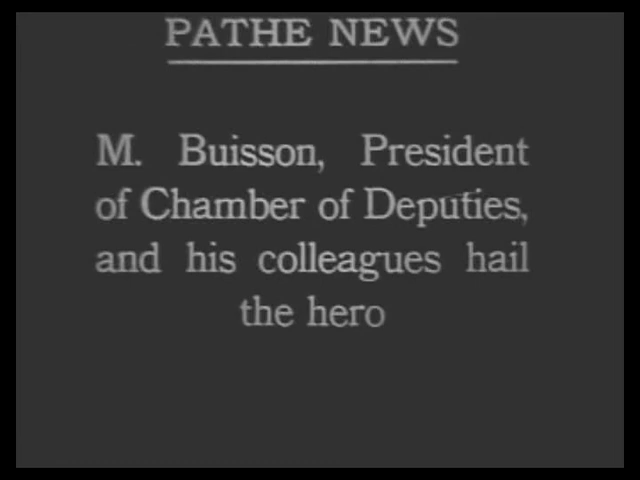 PATHE NEWS
M. Buisson, President
of Chamber of Deputies,
and his colleagues hail
the hero